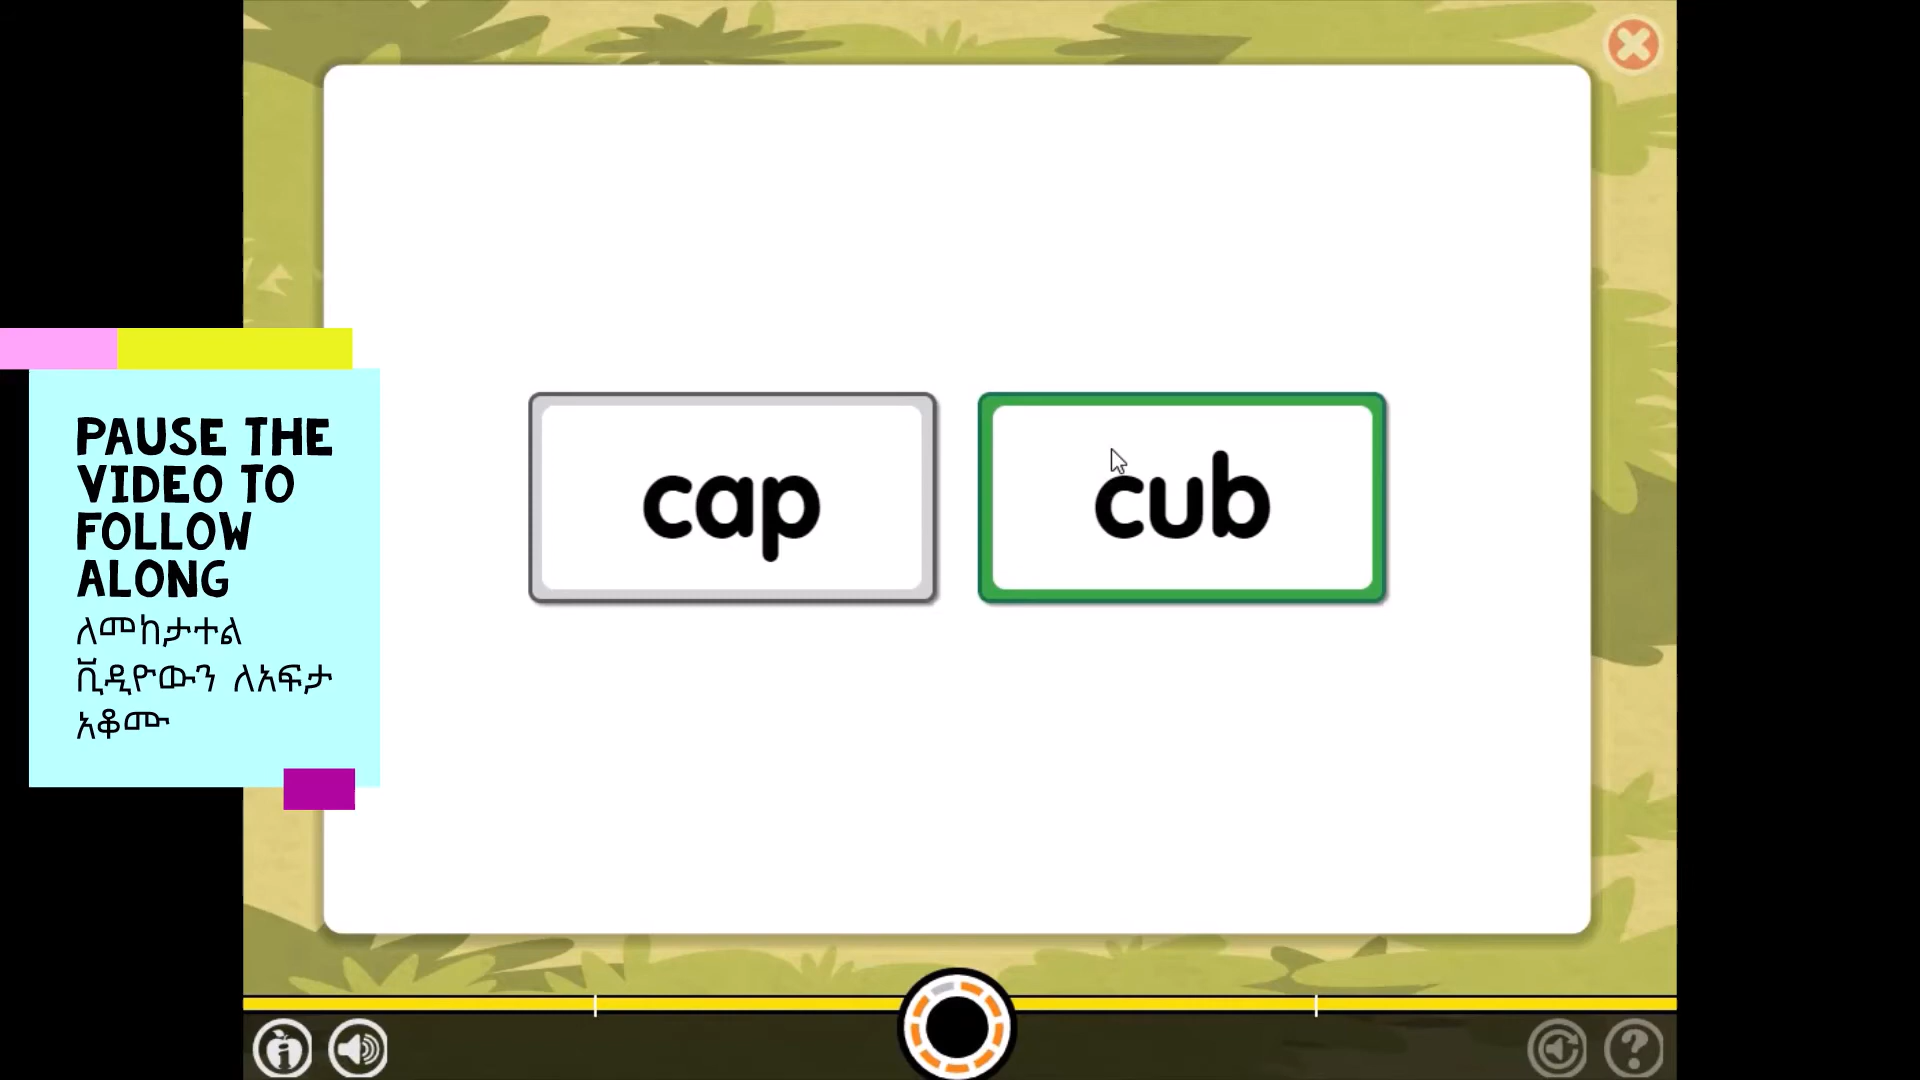 PAUSE THE
VIDEO TO
FOLLOW
ALONG
ለመከታተል
ቪዲዮውን ለአፍታ
አቆሙ
cap
cub